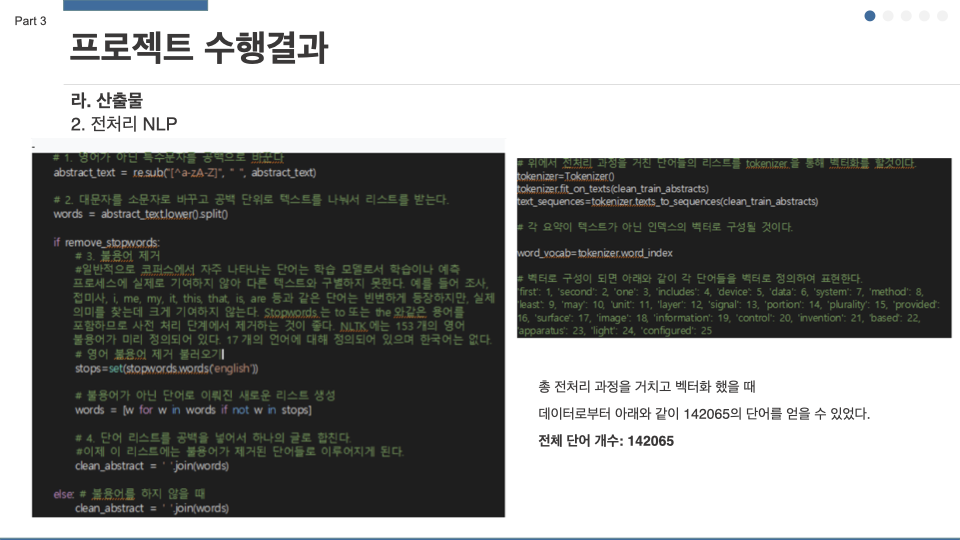 Part 3
프로젝트 수행결과
라. 산출물
2. 전처리 NLP
-
# 1. 영어가 아닌 특수문자를 공백으로 바꾼다
abstract_text = re.sub("[^a-zA-Z]", " ", abstract_text)
# 2. 대문자를 소문자로 바꾸고 공백 단위로 텍스트를 나눠서 리스트를 받는다.
words = abstract_text.lower().split()
if remove_stopwords:
# 3. 불용어 제거
#일반적으로 코퍼스에서 자주 나타나는 단어는 학습 모델로서 학습이나 예측
프로세스에 실제로 기여하지 않아 다른 텍스트와 구별하지 못한다. 예를 들어 조사,
접미사, i, me, my, it, this, that, is, are 등과 같은 단어는 빈번하게 등장하지만, 실제
의미를 찾는데 크게 기여하지 않는다. Stopwords 는 to 또는 the 와같은 용어를
포함하므로 사전 처리 단계에서 제거하는 것이 좋다. NLTK 에는 153 개의 영어
불용어가 미리 정의되어 있다. 17 개의 언어에 대해 정의되어 있으며 한국어는 없다.
# 영어 불용어 제거 불러오기
stops=set(stopwords.words('english'))
# 불용어가 아닌 단어로 이뤄진 새로운 리스트 생성
words = [w for w in words if not w in stops]
# 4. 단어 리스트를 공백을 넣어서 하나의 글로 합친다.
#이제 이 리스트에는 불용어가 제거된 단어들로 이루어지게 된다.
clean_abstract = ' '.join(words)
else: # 불용어를 하지 않을 때
clean_abstract = ' '.join(words)
# 위에서 전처리 과정을 거친 단어들의 리스트를 tokenizer 을 통해 벡터화를 할것이다.
tokenizer=Tokenizer()
tokenizer.fit_on_texts(clean_train_abstracts)
text_sequences=tokenizer.texts_to_sequences(clean_train_abstracts)
# 각 요약이 텍스트가 아닌 인덱스의 벡터로 구성될 것이다.
word_vocab=tokenizer.word_index
# 벡터로 구성이 되면 아래와 같이 각 단어들을 벡터로 정의하여 표현한다.
'first': 1, 'second': 2, 'one': 3, 'includes': 4, 'device': 5, 'data': 6, 'system': 7, 'method': 8,
'least': 9, 'may': 10, 'unit': 11, 'layer': 12, 'signal': 13, 'portion': 14, 'plurality': 15, 'provided':
16, 'surface': 17, 'image': 18, 'information': 19, 'control': 20, 'invention': 21, 'based': 22,
'apparatus': 23, 'light': 24, 'configured': 25
총 전처리 과정을 거치고 벡터화 했을 때
데이터로부터 아래와 같이 142065의 단어를 얻을 수 있었다.
전체 단어 개수: 142065